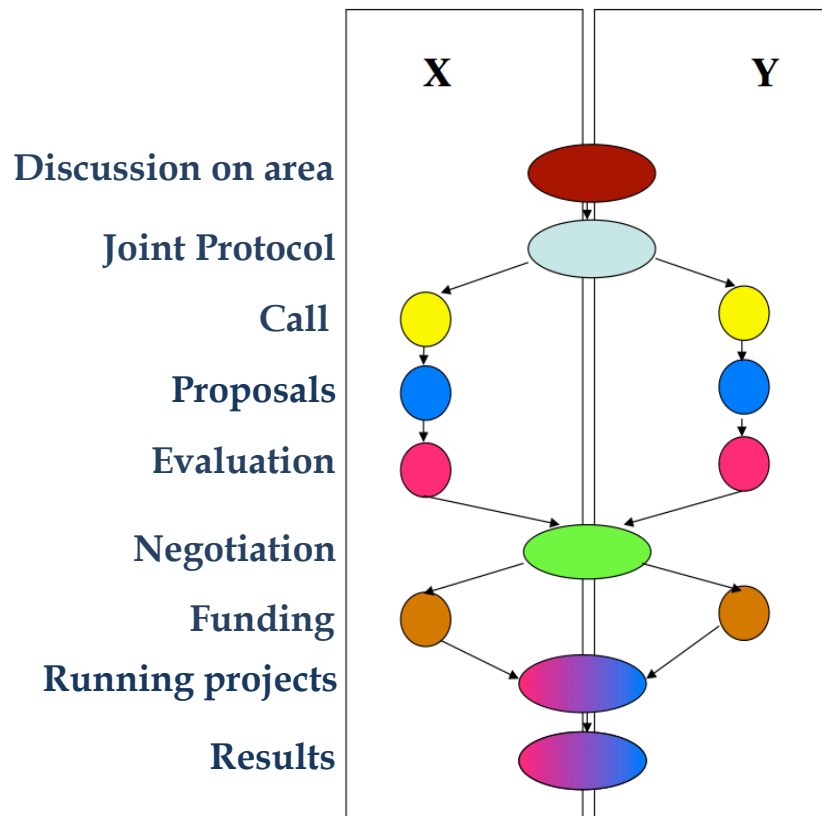 X
Y
Discussion on area
Joint Protocol
Call
Proposals
Evaluation
Negotiation
Funding
Running projects
Results